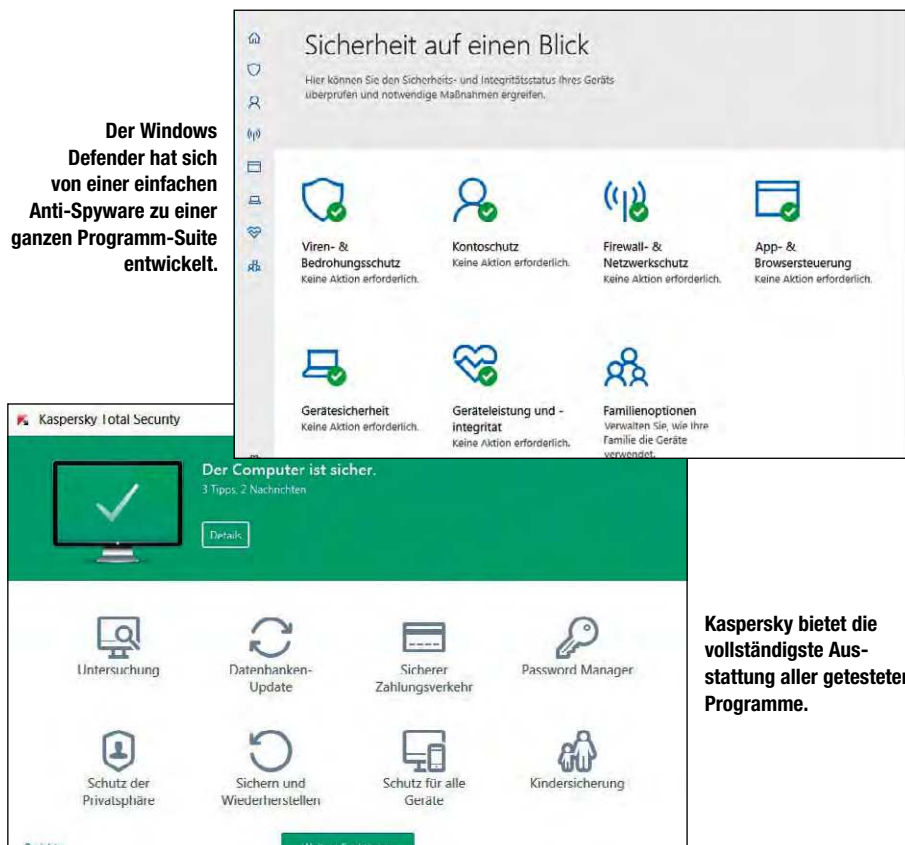 Der Windows
Defender hat sich
von einer einfachen
Anti-Spyware zu einer
ganzen Programm-Suite
entwickelt.
Sicherheit auf einen Blick
Hier können Sie den Sicherheits- und Integritätsstatus Ihres Geräts
überprüfen und notwendige Maßnahmen ergreifen.
Viren- &
Bedrohungsschutz
Keine Aktion erforderlich.
Kontoschutz
Keine Aktion erforderlich.
Firewall- &
Netzwerkschutz
Keine Aktion erforderlich.
App- &
Browsersteuerung
Keine Aktion erforderlich.
Gerätesicherheit
Keine Aktion erforderlich.
Geräteleistung und -
integrität
Keine Aktion erforderlich.
Familienoptionen
Verwalten Sie, wie Ihre
Familie die Geräte
verwendet.
Kaspersky Total Security
Der Computer ist sicher.
3 Tipps, 2 Nachrichten
Details
Untersuchung
Datenbanken-
Update
Sicherer
Zahlungsverkehr
Password Manager
Schutz der
Privatsphäre
Sichern und
Wiederherstellen
Schutz für alle
Geräte
Kindersicherung
Kaspersky bietet die
vollständigste Aus-
stattung aller getesteten
Programme.